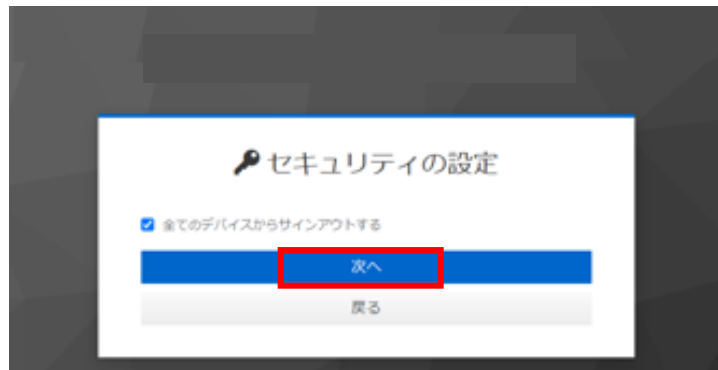 セキュリティの設定
全てのデバイスからサインアウトする
次へ
戻る